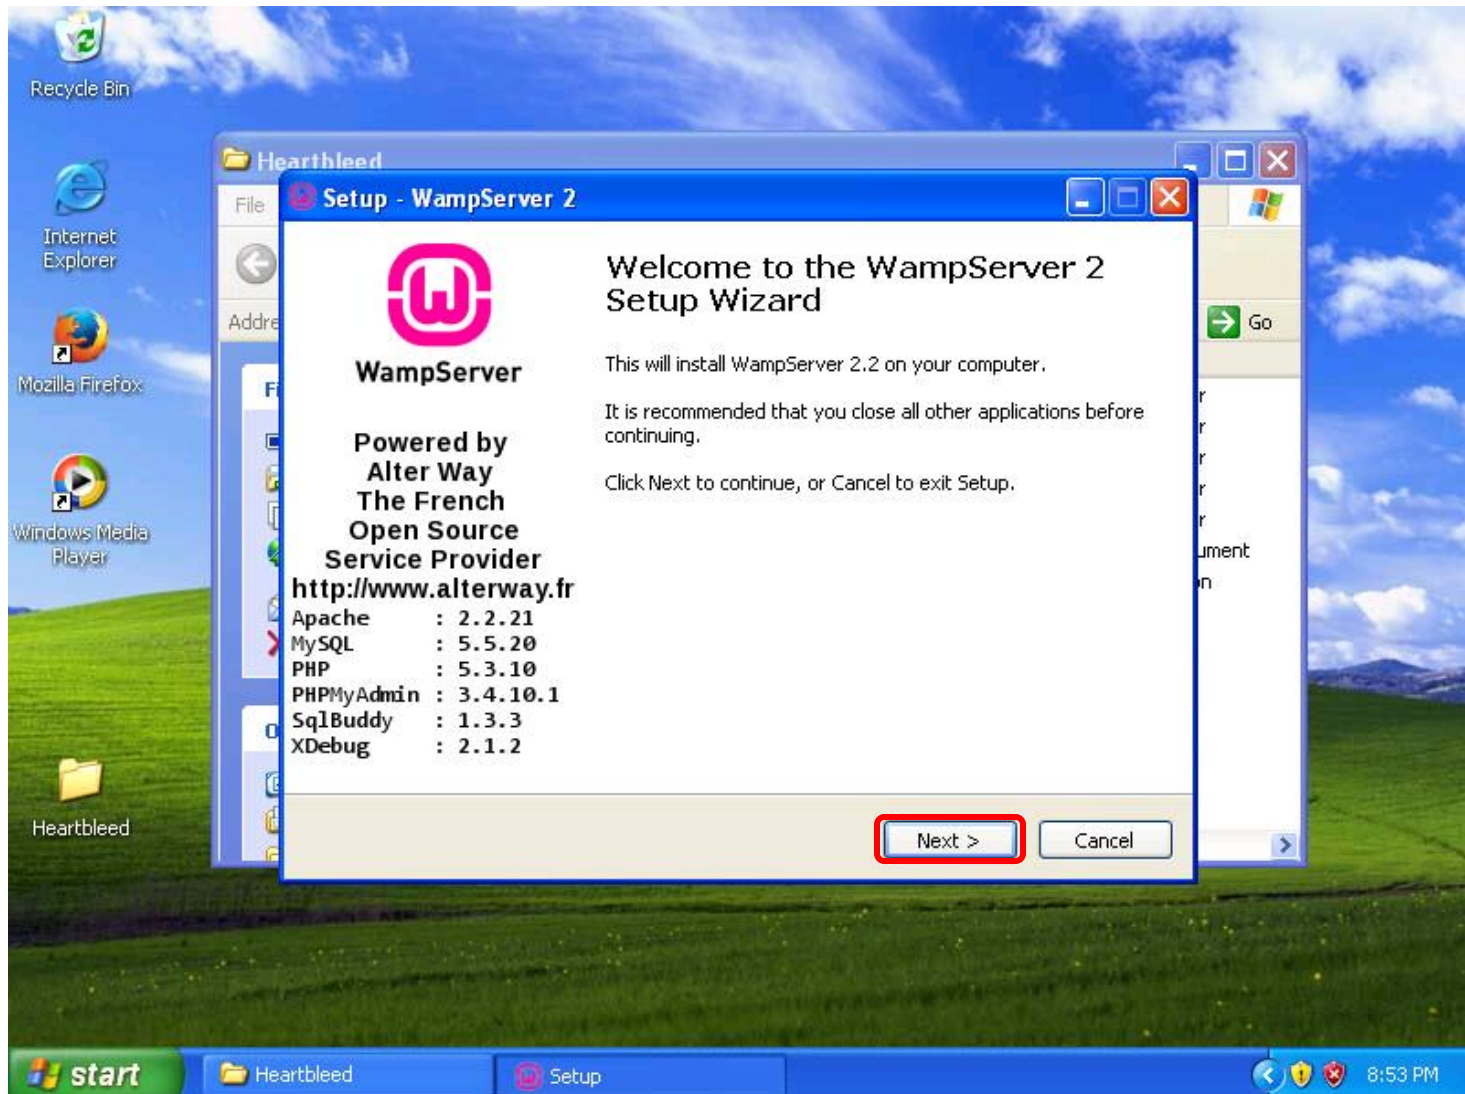 Recycle Bin
Internet
Explorer
Mozilla Firefox
Windows Media
Player
Heartbleed
Heartbleed
File
Addre
Go
Fi
r
r
r
r
r
ument
on
Setup - WampServer 2
WampServer
Powered by
Alter Way
The French
Open Source
Service Provider
http://www.alterway.fr
Apache : 2.2.21
MySQL : 5.5.20
PHP : 5.3.10
PHPMyAdmin : 3.4.10.1
SqlBuddy : 1.3.3
XDebug : 2.1.2
Welcome to the WampServer 2
Setup Wizard
This will install WampServer 2.2 on your computer.
It is recommended that you close all other applications before
continuing.
Click Next to continue, or Cancel to exit Setup.
Next >
Cancel
start
Heartbleed
Setup
8:53 PM